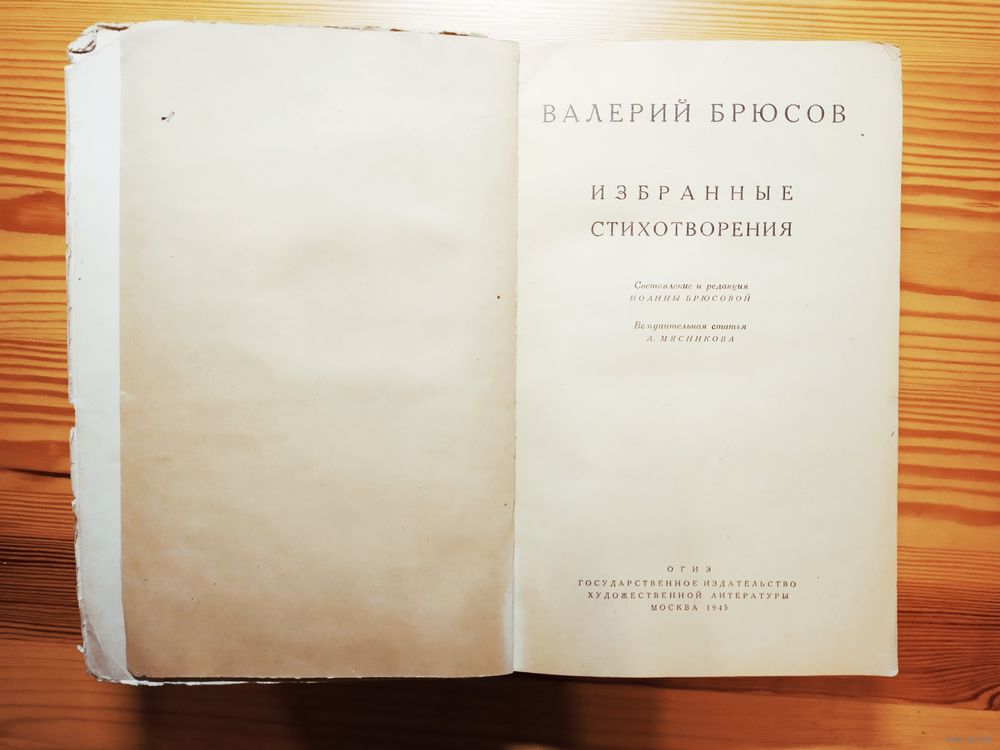 ВАЛЕРИЙ БРЮСОВ
ИЗБРАННЫЕ
СТИХОТВОРЕНИЯ
Составление и редакция
ИОАННЫ БРЮСОВОЙ
Вступительная статья
А. МЯСНИКОВА
ОГИЗ
ГОСУДАРСТВЕННОЕ ИЗДАТЕЛЬСТВО
ХУДОЖЕСТВЕННОЙ ЛИТЕРАТУРЫ
МОСКВА 1945